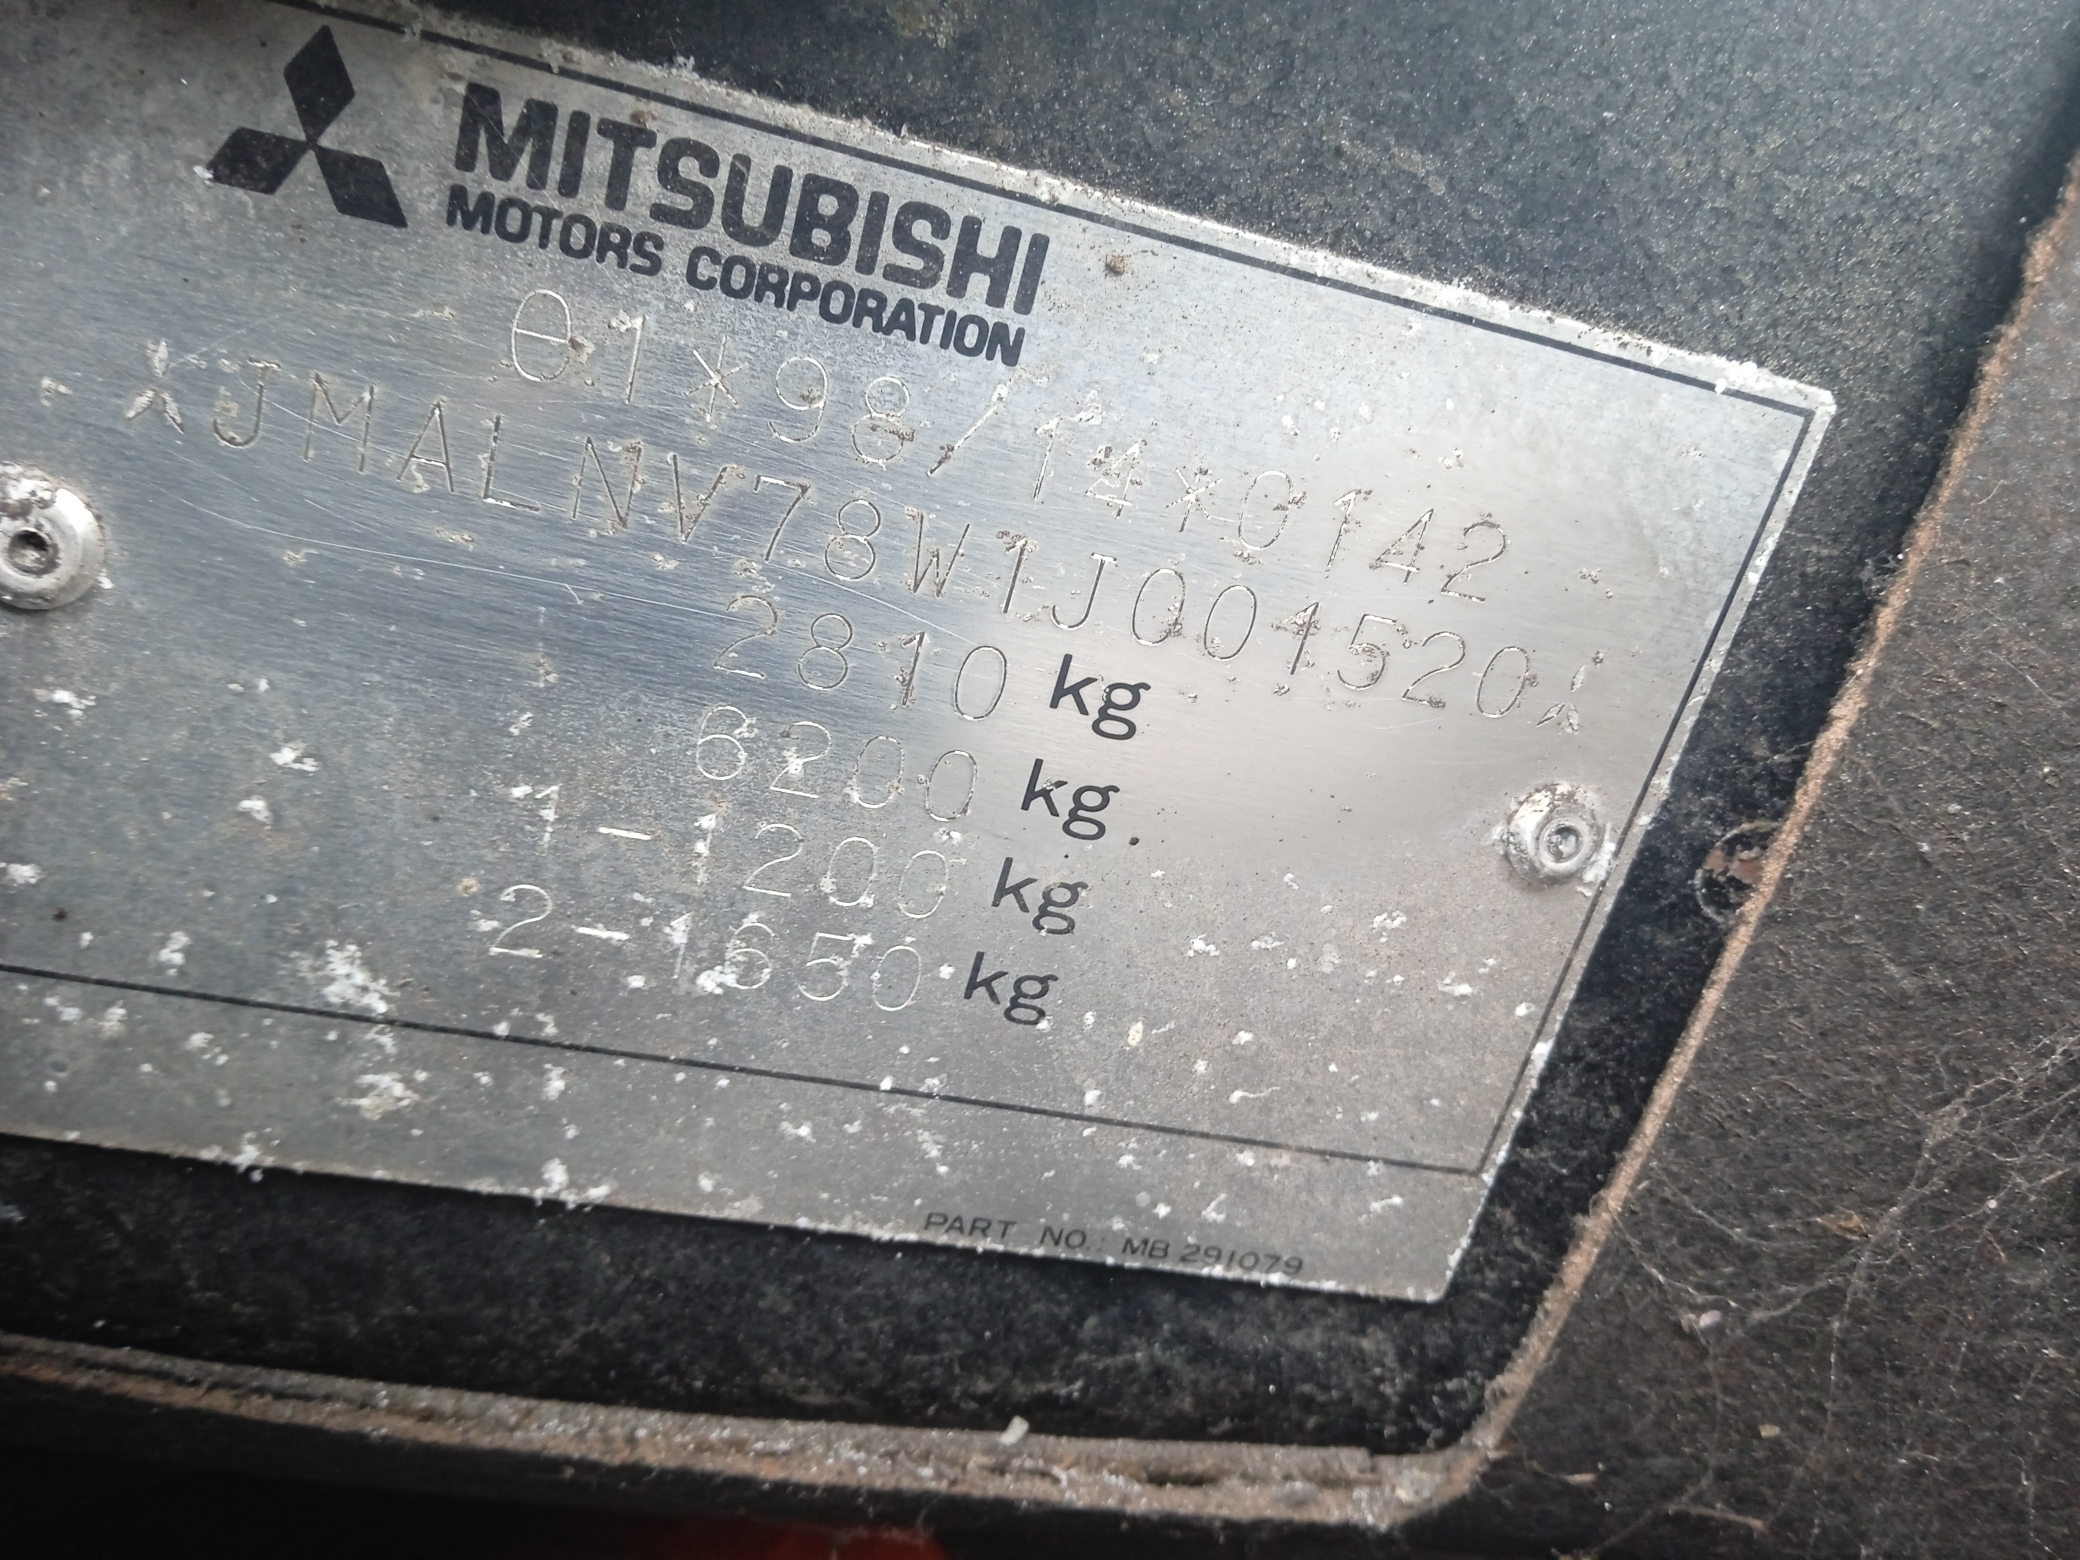 MITSUBISHI
MOTORS CORPORATION
e1*98/14*0142
*JMALNV78W1J001520*
2810 kg
6200 kg
1-1200 kg
2-1650 kg
PART NO.: MB 291079